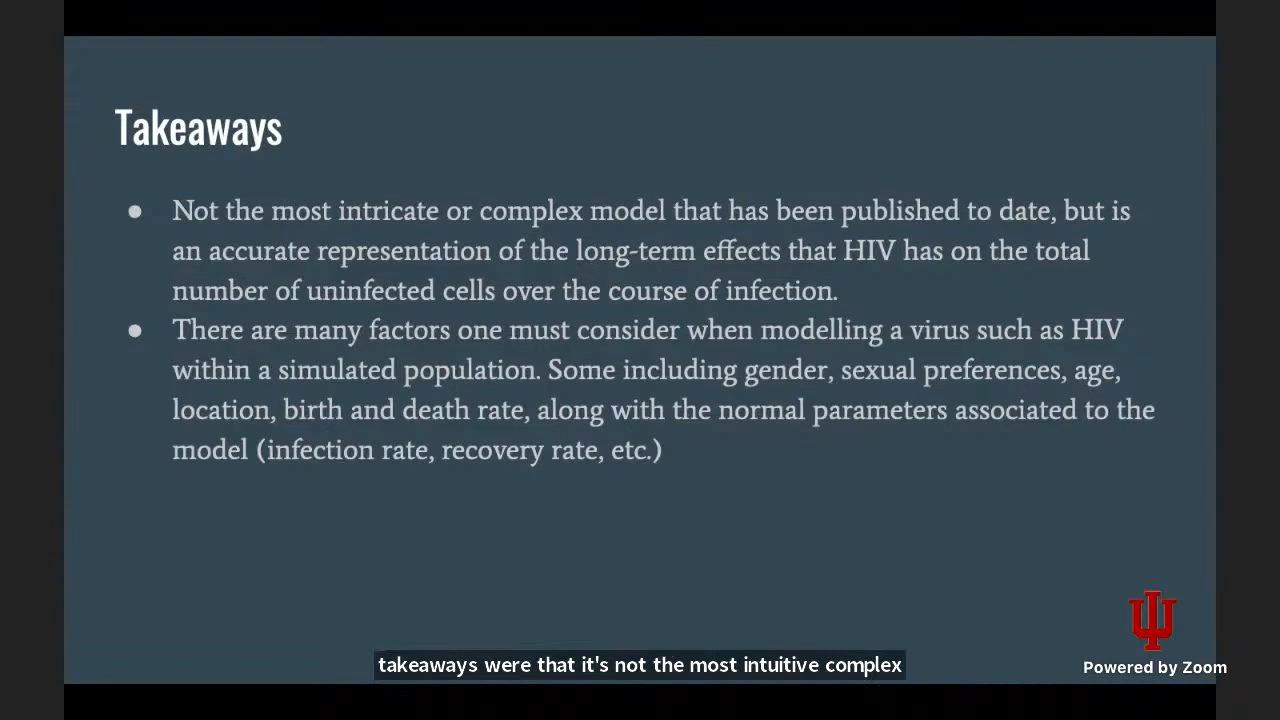 Takeaways
● Not the most intricate or complex model that has been published to date, but is
an accurate representation of the long-term effects that HIV has on the total
number of uninfected cells over the course of infection.
● There are many factors one must consider when modelling a virus such as HIV
within a simulated population. Some including gender, sexual preferences, age,
location, birth and death rate, along with the normal parameters associated to the
model (infection rate, recovery rate, etc.)
takeaways were that it's not the most intuitive complex
Powered by Zoom